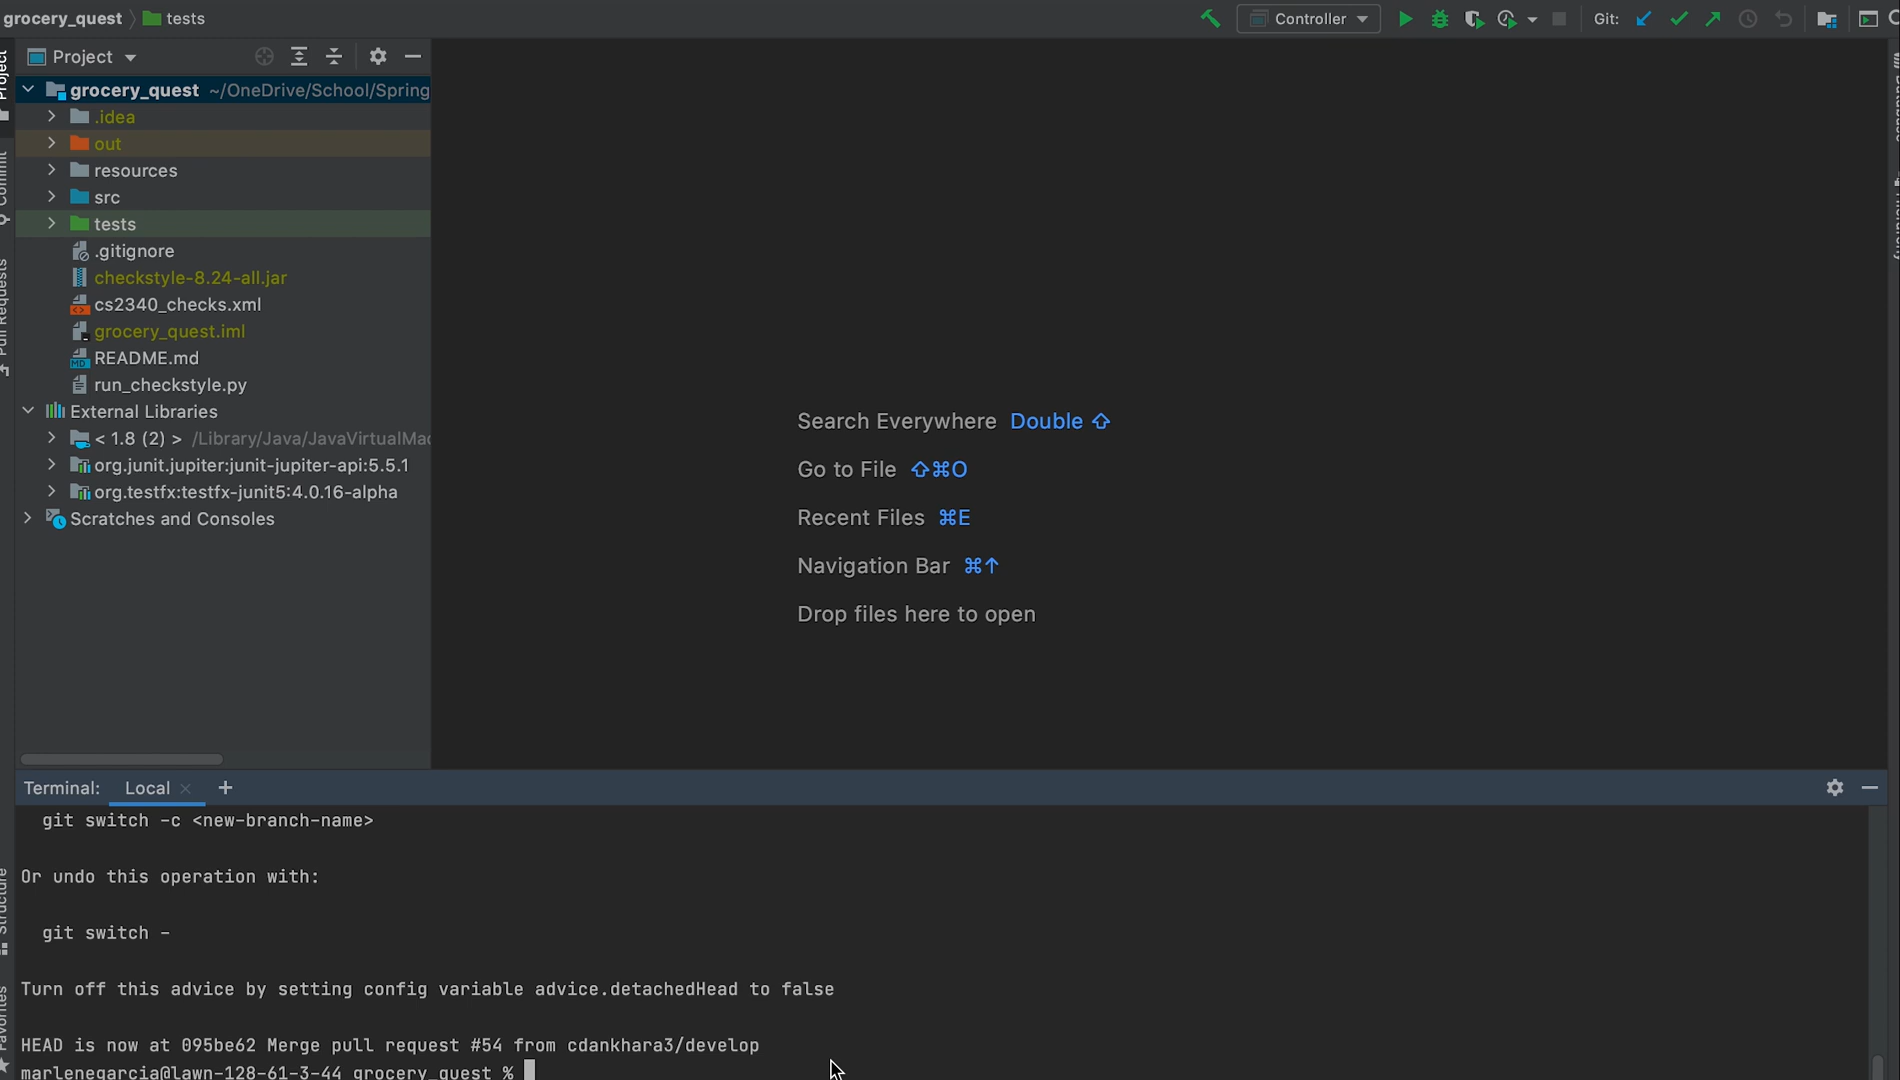 grocery_quest tests Controller Git:
Project
grocery_quest ~/OneDrive/School/Spring
.idea
out
resources
src
tests
.gitignore
checkstyle-8.24-all.jar
cs2340_checks.xml
grocery_quest.iml
README.md
run_checkstyle.py
External Libraries
< 1.8 (2) > /Library/Java/JavaVirtualMac
org.junit.jupiter:junit-jupiter-api:5.5.1
org.testfx:testfx-junit5:4.0.16-alpha
Scratches and Consoles
Project
Commit
Pull Requests
Structure
Favorites
Search Everywhere Double ⇧
Go to File ⇧⌘O
Recent Files ⌘E
Navigation Bar ⌘↑
Drop files here to open
Terminal: Local × +
git switch -c <new-branch-name>
Or undo this operation with:
git switch -
Turn off this advice by setting config variable advice.detachedHead to false
HEAD is now at 095be62 Merge pull request #54 from cdankhara3/develop
marlenegarcia@lawn-128-61-3-44 grocery_quest %